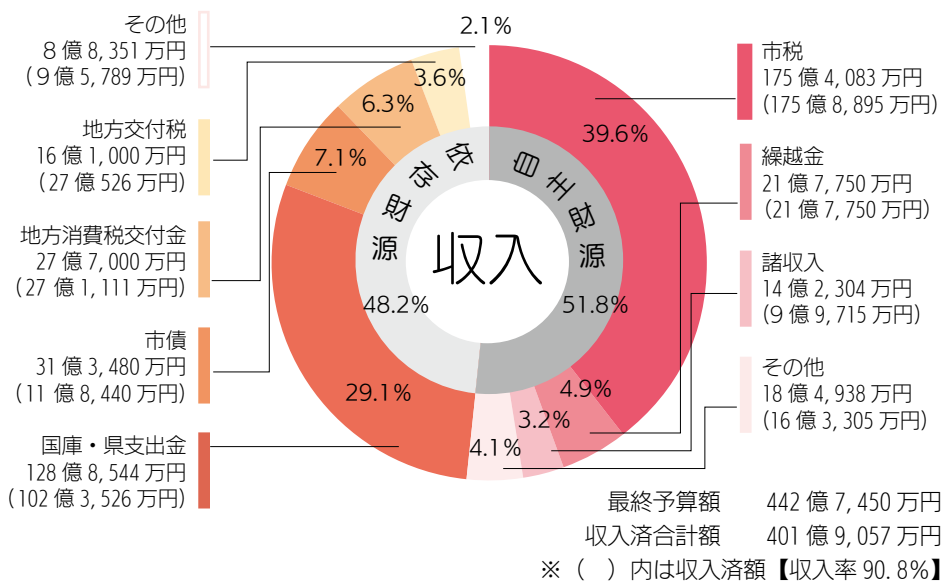 その他
8億8,351万円
(9億5,789万円)
地方交付税
16億1,000万円
(27億526万円)
地方消費税交付金
27億7,000万円
(27億1,111万円)
市債
31億3,480万円
(11億8,440万円)
国庫・県支出金
128億8,544万円
(102億3,526万円)
2.1%
3.6%
6.3%
7.1%
29.1%
依存財源
48.2%
収入
自主財源
51.8%
39.6%
4.9%
3.2%
4.1%
市税
175億4,083万円
(175億8,895万円)
繰越金
21億7,750万円
(21億7,750万円)
諸収入
14億2,304万円
(9億9,715万円)
その他
18億4,938万円
(16億3,305万円)
最終予算額 442億7,450万円
収入済合計額 401億9,057万円
※( )内は収入済額【収入率90.8%】